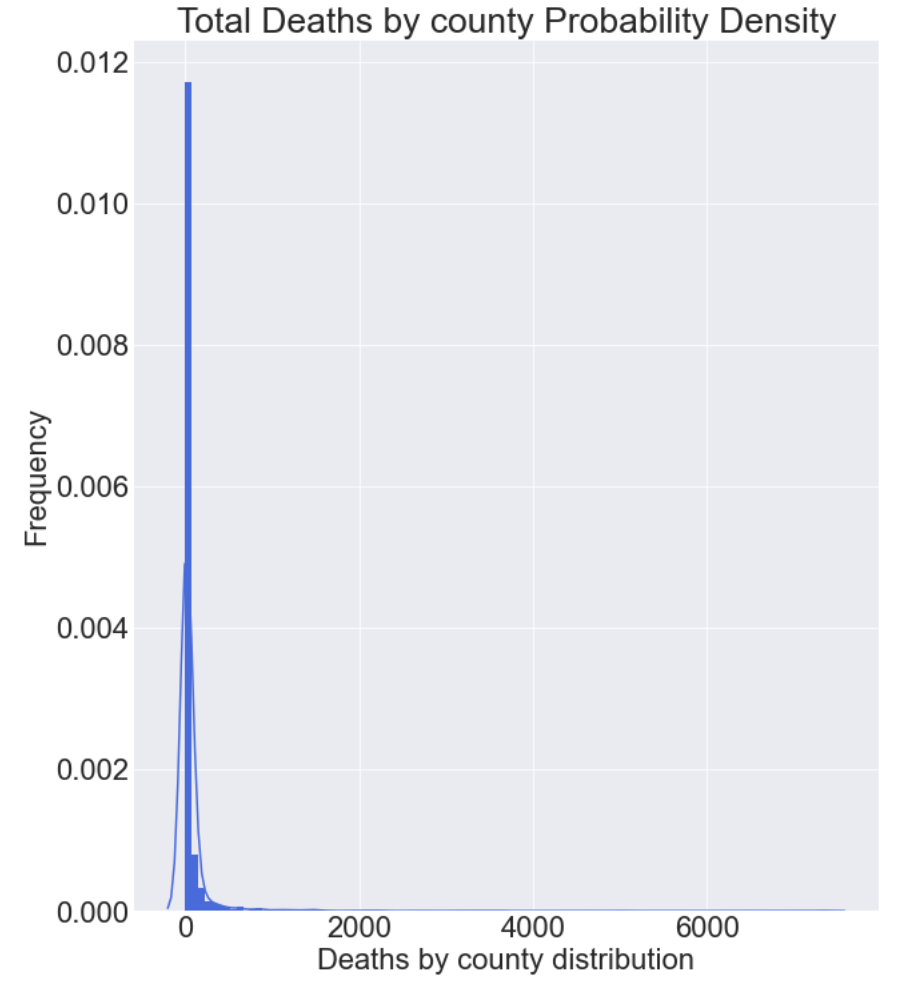 Total Deaths by county Probability Density
0.012
0.010
0.008
0.006
0.004
0.002
0.000
Frequency
0 2000 4000 6000
Deaths by county distribution